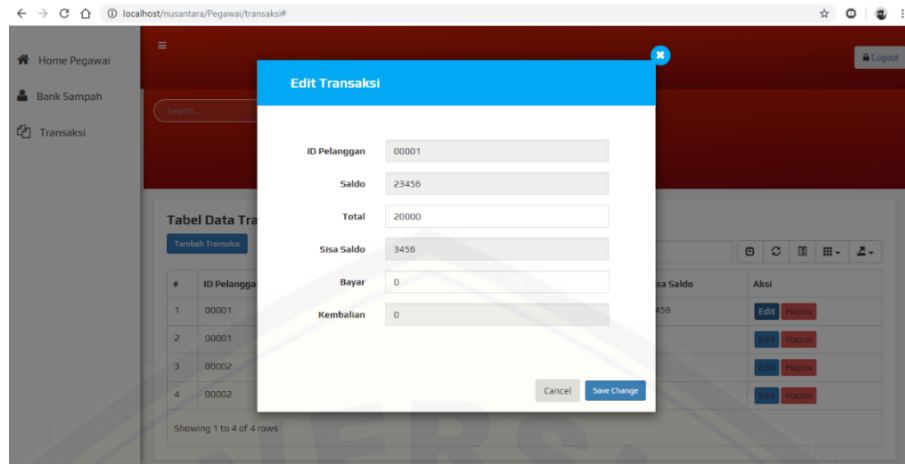 localhost/nusantara/Pegawai/transaksi#
Home Pegawai
Bank Sampah
Transaksi
Logout
Search...
Edit Transaksi
ID Pelanggan 00001
Saldo 23456
Total 20000
Sisa Saldo 3456
Bayar 0
Kembalian 0
Cancel Save Change
Tabel Data Tra
Tambah Transaksi
# ID Pelangga sa Saldo Aksi
1 00001 456 Edit Hapus
2 00001 Edit Hapus
3 00002 Edit Hapus
4 00002 Edit Hapus
Showing 1 to 4 of 4 rows
VERS